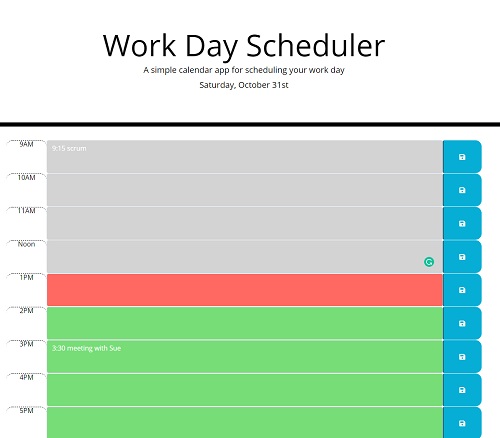 Work Day Scheduler
A simple calendar app for scheduling your work day
Saturday, October 31st
9AM
9:15 scrum
10AM
11AM
Noon
1PM
2PM
3PM
3:30 meeting with Sue
4PM
5PM